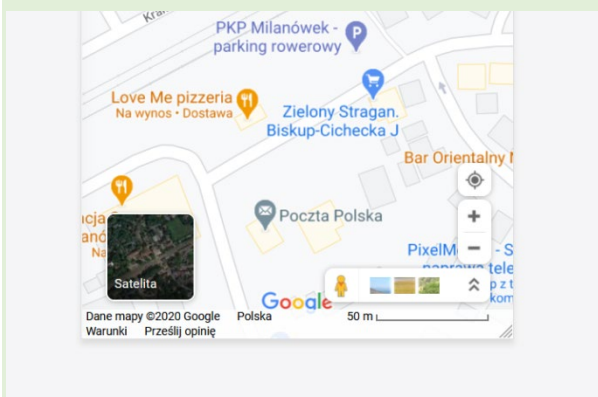 PKP Milanówek -
parking rowerowy
P
Love Me pizzeria
Na wynos • Dostawa
Zielony Stragan.
Biskup-Cichecka J
Bar Orientalny
Poczta Polska
Satelita
Google
Dane mapy ©2020 Google Polska 50 m
Warunki Prześlij opinię